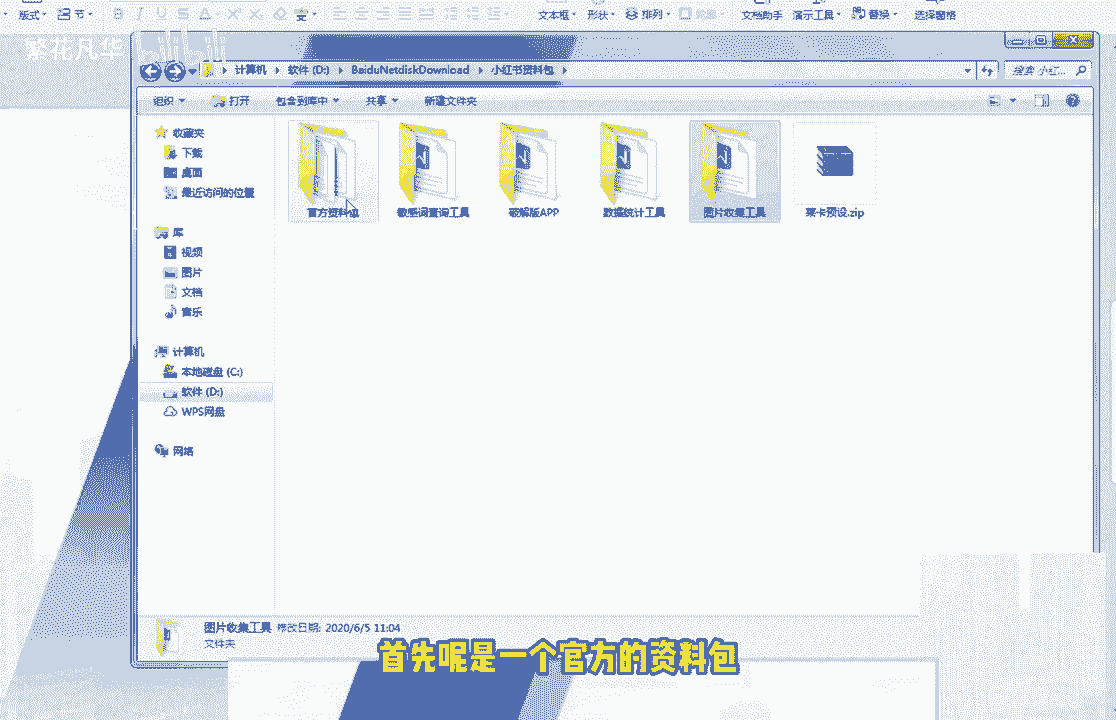 版式 节 B I U S A X² X₂ 变 文本框 形状 排列 轮廓 文档助手 演示工具 替换 选择窗格
繁花凡华 bilibili
计算机 软件 (D:) BaiduNetdiskDownload 小红书资料包 搜索 小红...
组织 打开 包含到库中 共享 新建文件夹
收藏夹
下载
桌面
最近访问的位置
库
视频
图片
文档
音乐
计算机
本地磁盘 (C:)
软件 (D:)
WPS网盘
网络
官方资料包 敏感词查询工具 破解版APP 数据统计工具 图片收集工具 莱卡预设.zip
图片收集工具 修改日期: 2020/6/5 11:04
文件夹
首先呢是一个官方的资料包